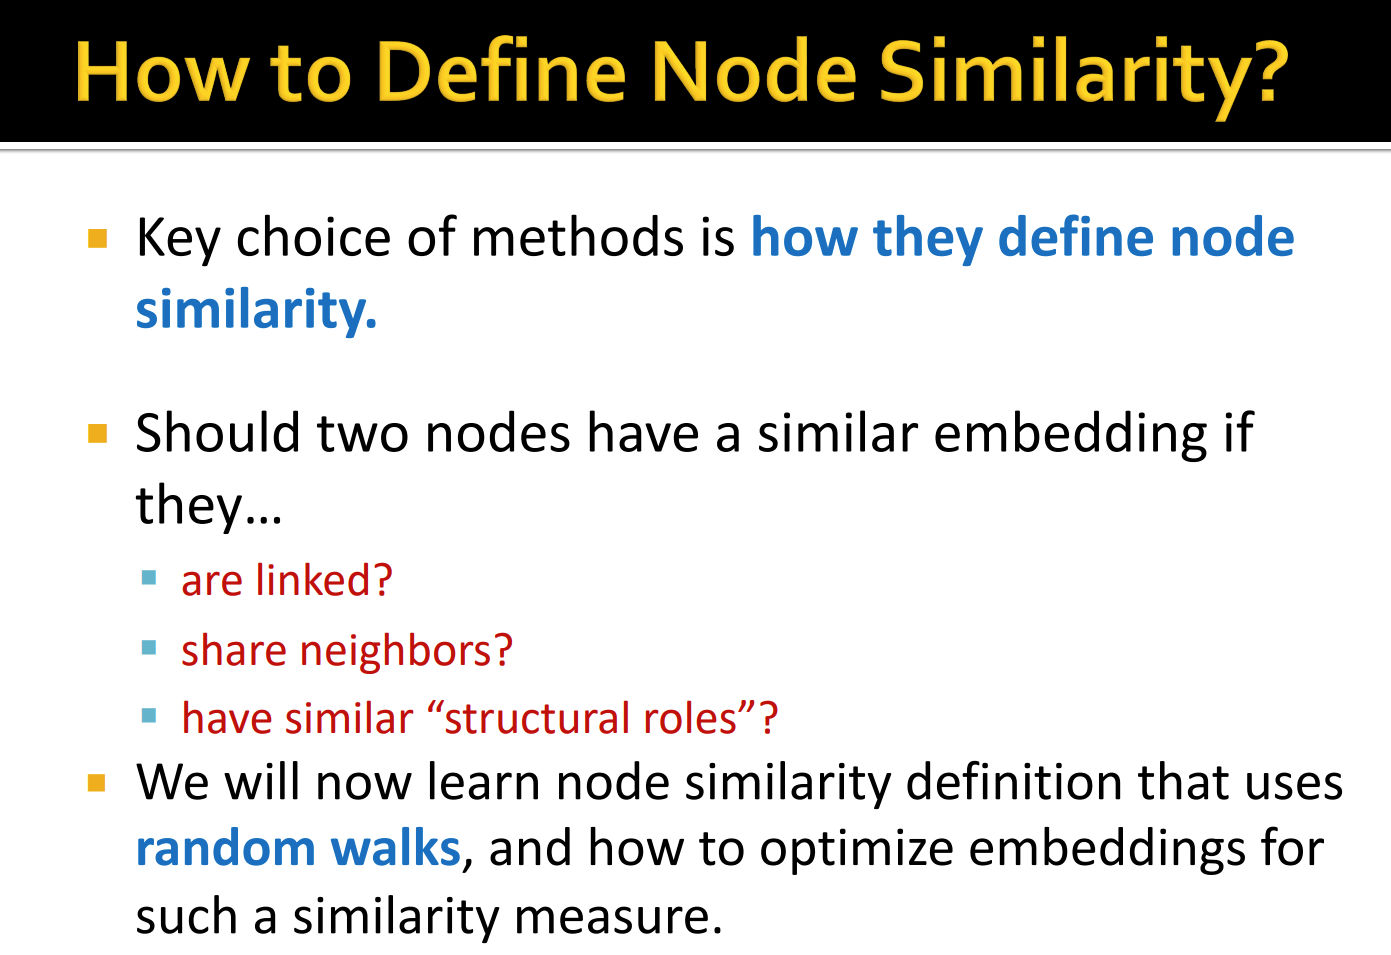 How to Define Node Similarity?
Key choice of methods is how they define node
similarity.
Should two nodes have a similar embedding if
they…
are linked?
share neighbors?
have similar “structural roles”?
We will now learn node similarity definition that uses
random walks, and how to optimize embeddings for
such a similarity measure.